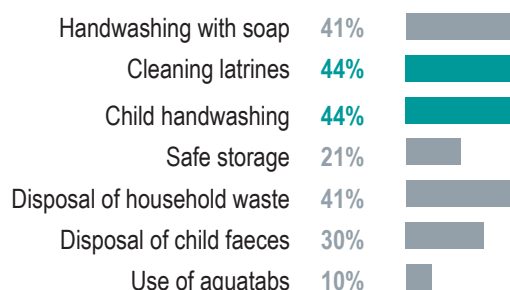 Handwashing with soap 41%
Cleaning latrines 44%
Child handwashing 44%
Safe storage 21%
Disposal of household waste 41%
Disposal of child faeces 30%
Use of aquatabs 10%